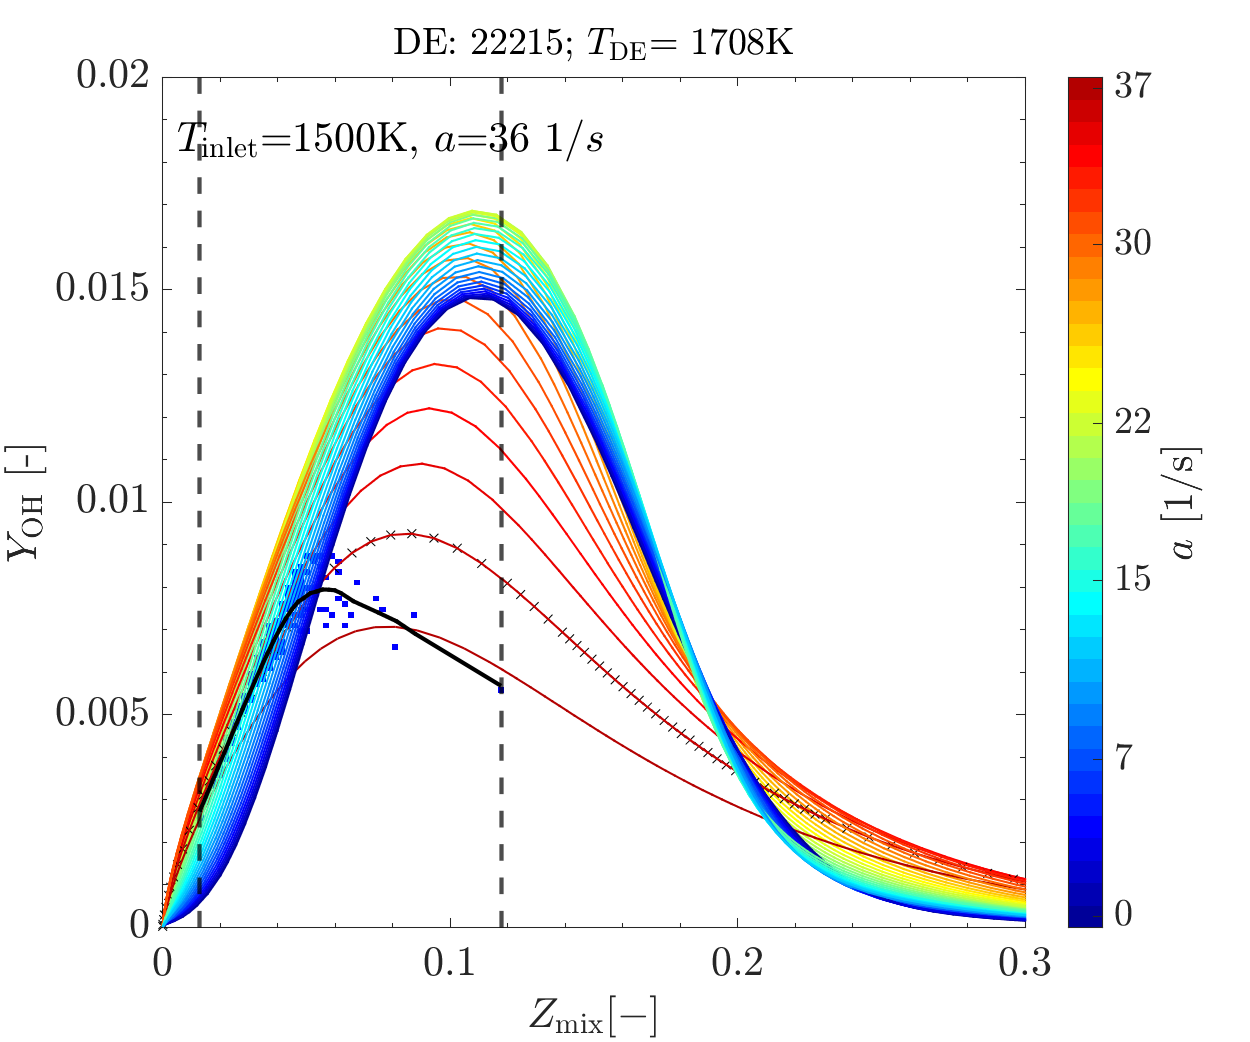 DE: 22215; T_DE= 1708K
T_inlet=1500K, a=36 1/s
Y_OH [-]
0.02
0.015
0.01
0.005
0
0 0.1 0.2 0.3
Z_mix[−]
37
30
22
15
7
0
a [1/s]